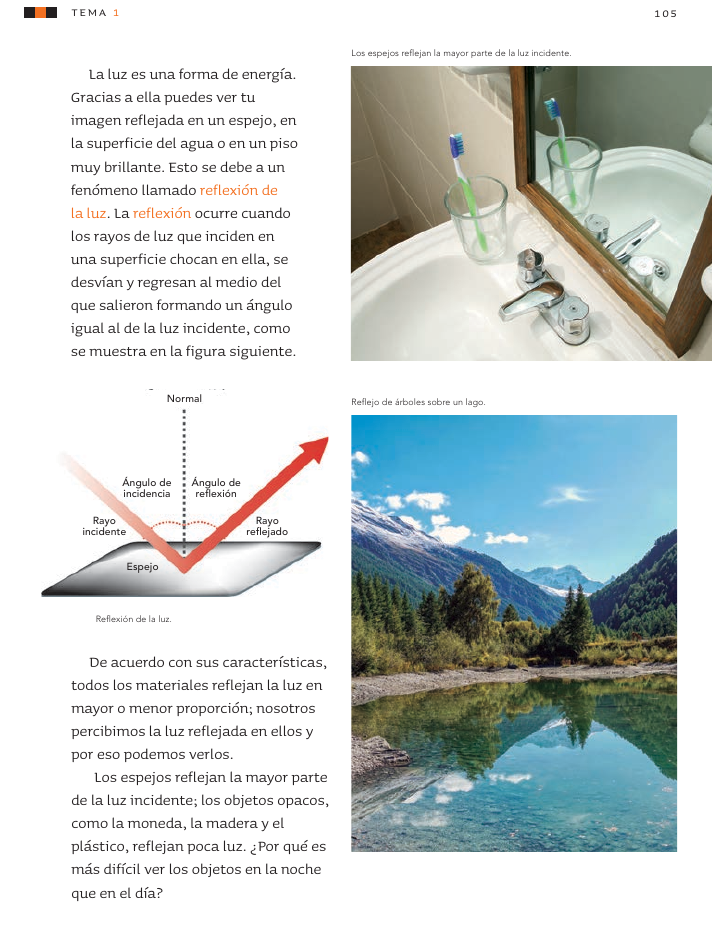 TEMA 1
105
La luz es una forma de energía.
Gracias a ella puedes ver tu
imagen reflejada en un espejo, en
la superficie del agua o en un piso
muy brillante. Esto se debe a un
fenómeno llamado reflexión de
la luz. La reflexión ocurre cuando
los rayos de luz que inciden en
una superficie chocan en ella, se
desvían y regresan al medio del
que salieron formando un ángulo
igual al de la luz incidente, como
se muestra en la figura siguiente.
Normal
Ángulo de
incidencia
Ángulo de
reflexión
Rayo
incidente
Rayo
reflejado
Espejo
Reflexión de la luz.
De acuerdo con sus características,
todos los materiales reflejan la luz en
mayor o menor proporción; nosotros
percibimos la luz reflejada en ellos y
por eso podemos verlos.
Los espejos reflejan la mayor parte
de la luz incidente; los objetos opacos,
como la moneda, la madera y el
plástico, reflejan poca luz. ¿Por qué es
más difícil ver los objetos en la noche
que en el día?
Los espejos reflejan la mayor parte de la luz incidente.
Reflejo de árboles sobre un lago.